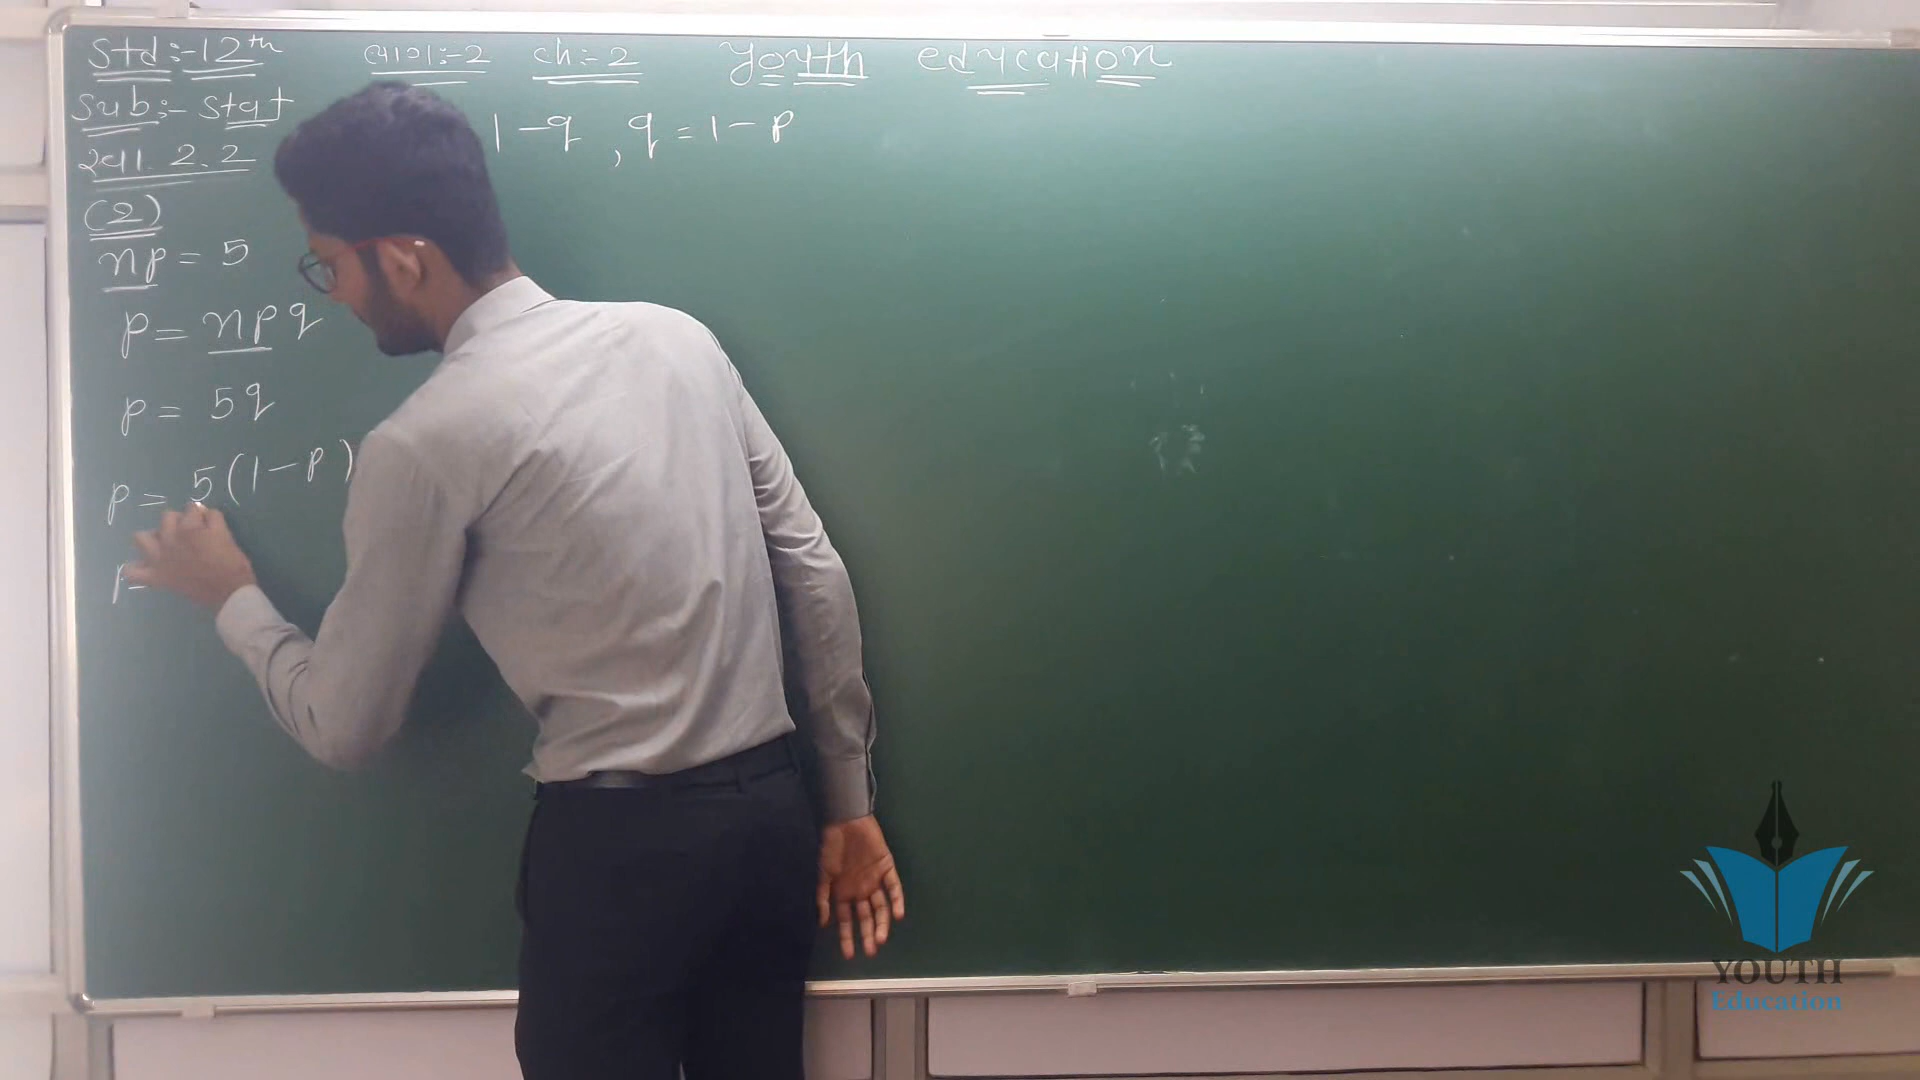 Std:-12th ભાગ:-2 ch:-2 Youth education
Sub:- Stat
સ્વા. 2.2
1-q , q = 1-p
(2)
np = 5
p = npq
p = 5q
p = 5(1-p)
YOUTH
Education